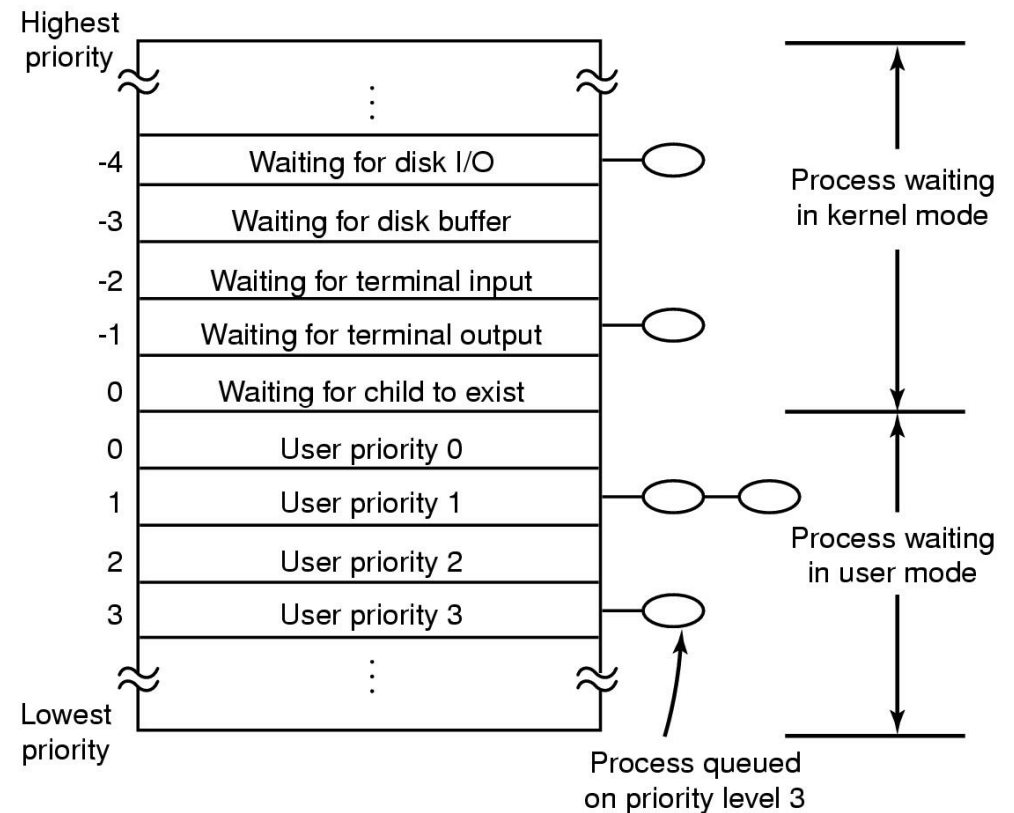 Highest
priority
-4 Waiting for disk I/O
-3 Waiting for disk buffer
-2 Waiting for terminal input
-1 Waiting for terminal output
0 Waiting for child to exist
0 User priority 0
1 User priority 1
2 User priority 2
3 User priority 3
Lowest
priority
Process waiting
in kernel mode
Process waiting
in user mode
Process queued
on priority level 3